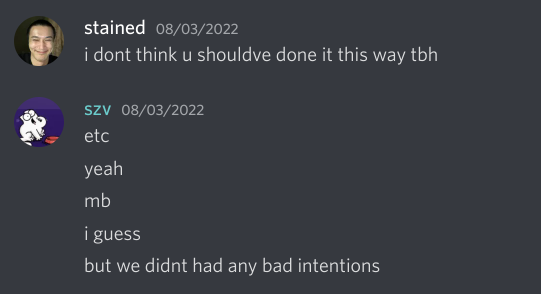 stained 08/03/2022
i dont think u shouldve done it this way tbh
szv 08/03/2022
etc
yeah
mb
i guess
but we didnt had any bad intentions